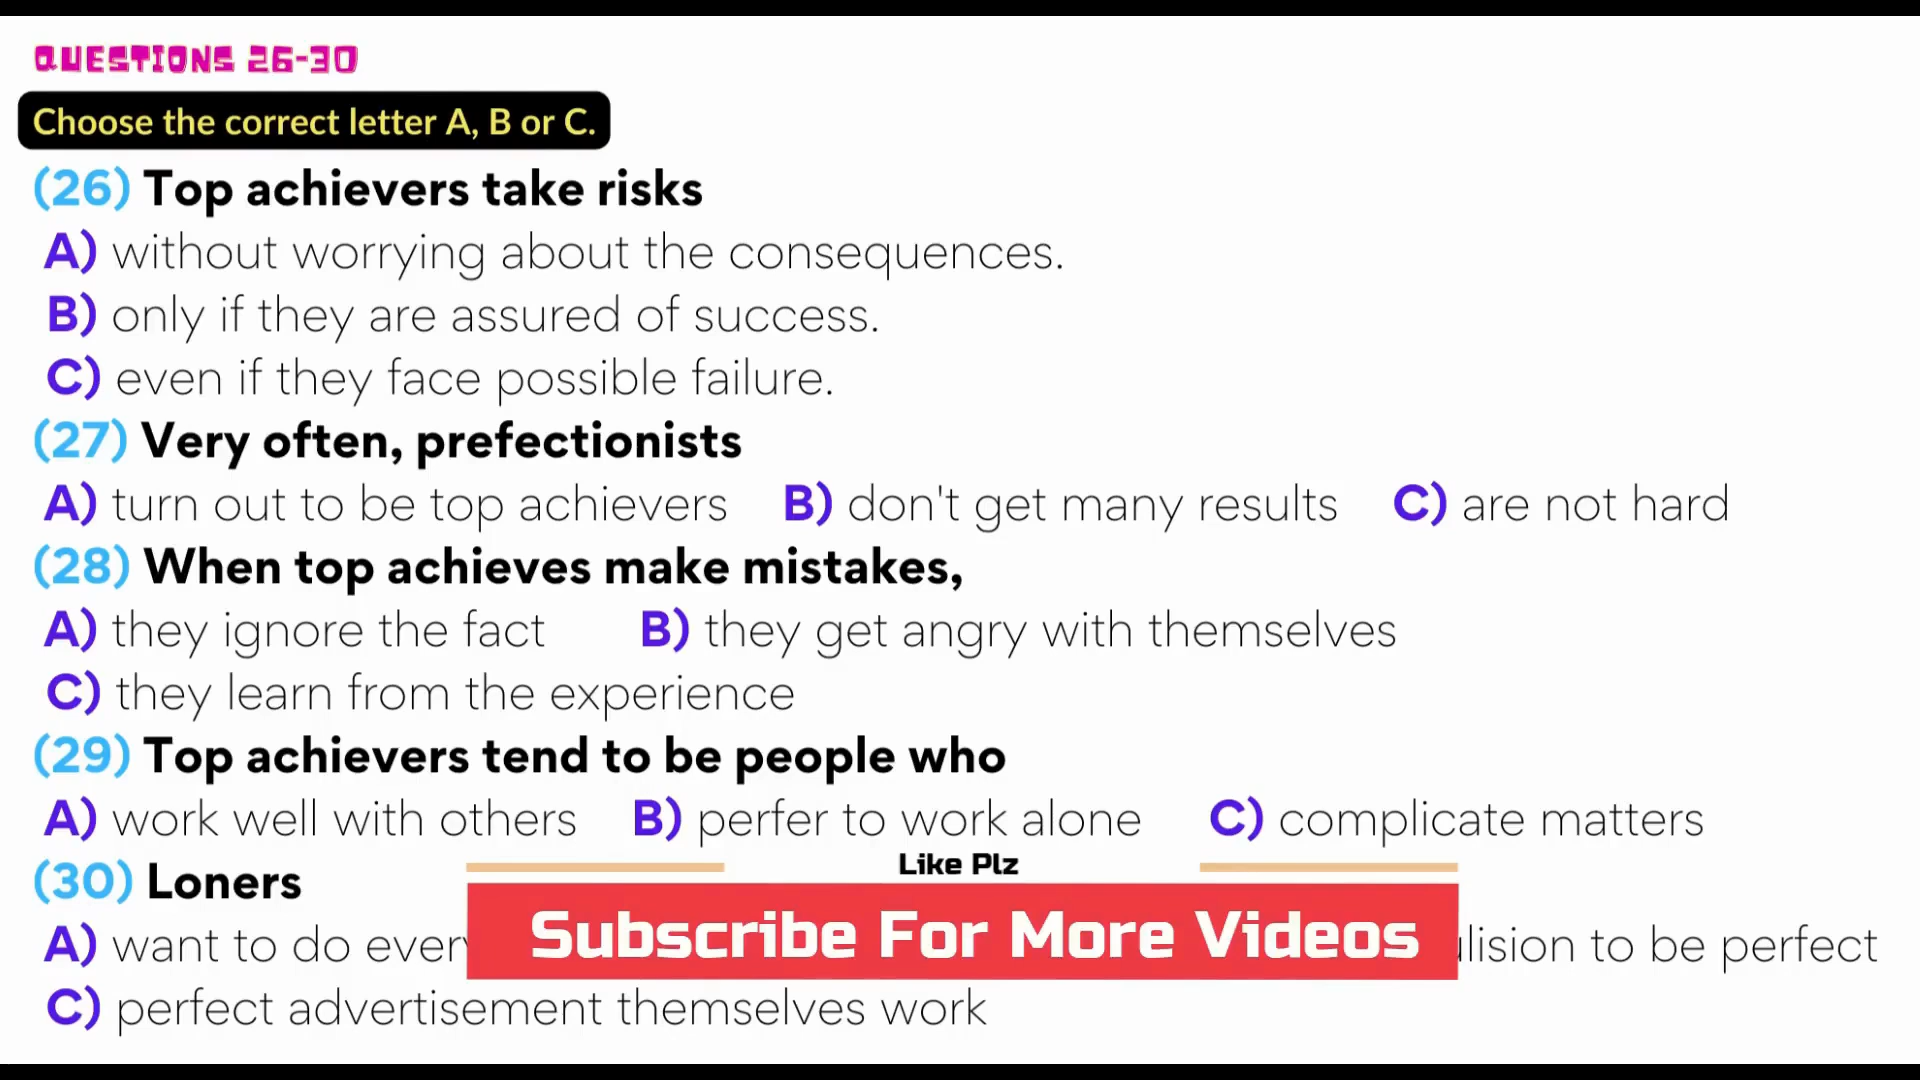 QUESTIONS 26-30
Choose the correct letter A, B or C.
(26) Top achievers take risks
A) without worrying about the consequences.
B) only if they are assured of success.
C) even if they face possible failure.
(27) Very often, prefectionists
A) turn out to be top achievers B) don't get many results C) are not hard
(28) When top achieves make mistakes,
A) they ignore the fact B) they get angry with themselves
C) they learn from the experience
(29) Top achievers tend to be people who
A) work well with others B) perfer to work alone C) complicate matters
Like Plz
(30) Loners
Subscribe For More Videos
A) want to do to be perfect
C) perfect advertisement themselves work